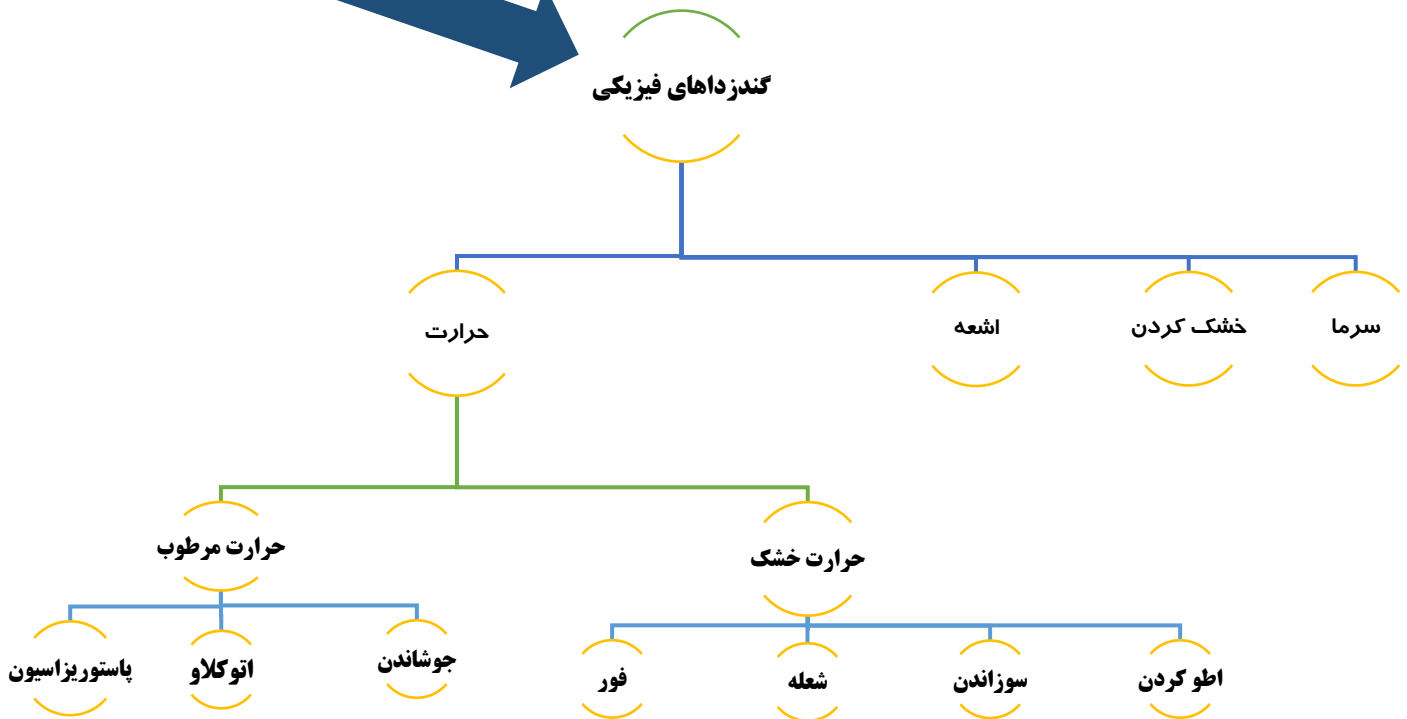 گندزداهای فیزیکی
سرما
خشک کردن
اشعه
حرارت
حرارت خشک
حرارت مرطوب
اطو کردن
سوزاندن
شعله
فور
جوشاندن
اتوکلاو
پاستوریزاسیون